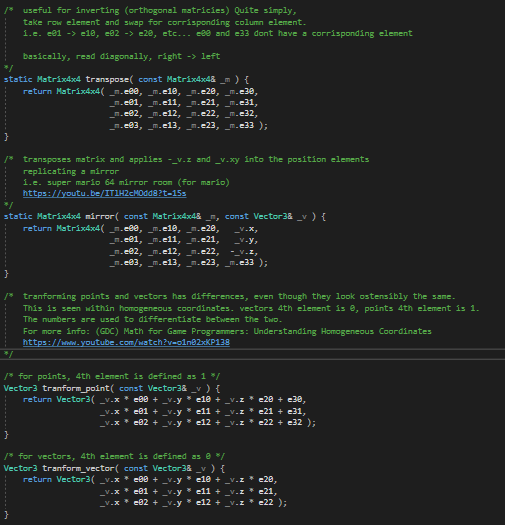 /*  useful for inverting (orthogonal matricies) Quite simply,
take row element and swap for corrisponding column element.
i.e. e01 -> e10, e02 -> e20, etc... e00 and e33 dont have a corrisponding element
basically, read diagonally, right -> left
*/
static Matrix4x4 transpose( const Matrix4x4& _m ) {
return Matrix4x4( _m.e00, _m.e10, _m.e20, _m.e30,
_m.e01, _m.e11, _m.e21, _m.e31,
_m.e02, _m.e12, _m.e22, _m.e32,
_m.e03, _m.e13, _m.e23, _m.e33 );
}
/*  transposes matrix and applies -_v.z and _v.xy into the position elements
replicating a mirror
i.e. super mario 64 mirror room (for mario)
https://youtu.be/IT1H2cMOdd8?t=15s
*/
static Matrix4x4 mirror( const Matrix4x4& _m, const Vector3& _v ) {
return Matrix4x4( _m.e00, _m.e10, _m.e20,   _v.x,
_m.e01, _m.e11, _m.e21,   _v.y,
_m.e02, _m.e12, _m.e22,  -_v.z,
_m.e03, _m.e13, _m.e23, _m.e33 );
}
/*  tranforming points and vectors has differences, even though they look ostensibly the same.
This is seen within homogeneous coordinates. vectors 4th element is 0, points 4th element is 1.
The numbers are used to differentiate between the two.
For more info: (GDC) Math for Game Programmers: Understanding Homogeneous Coordinates
https://www.youtube.com/watch?v=o1n02xKP138
*/
/* for points, 4th element is defined as 1 */
Vector3 tranform_point( const Vector3& _v ) {
return Vector3( _v.x * e00 + _v.y * e10 + _v.z * e20 + e30,
_v.x * e01 + _v.y * e11 + _v.z * e21 + e31,
_v.x * e02 + _v.y * e12 + _v.z * e22 + e32 );
}
/* for vectors, 4th element is defined as 0 */
Vector3 tranform_vector( const Vector3& _v ) {
return Vector3( _v.x * e00 + _v.y * e10 + _v.z * e20,
_v.x * e01 + _v.y * e11 + _v.z * e21,
_v.x * e02 + _v.y * e12 + _v.z * e22 );
}